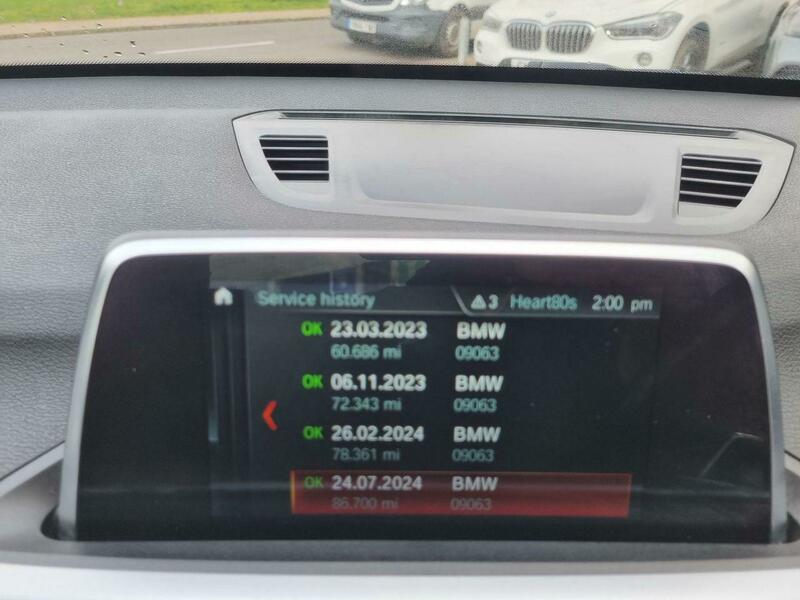 Service history
3 Heart80s 2:00 pm
OK 23.03.2023 BMW
60.686 mi 09063
OK 06.11.2023 BMW
72.343 mi 09063
OK 26.02.2024 BMW
78.361 mi 09063
OK 24.07.2024 BMW
86.700 mi 09063